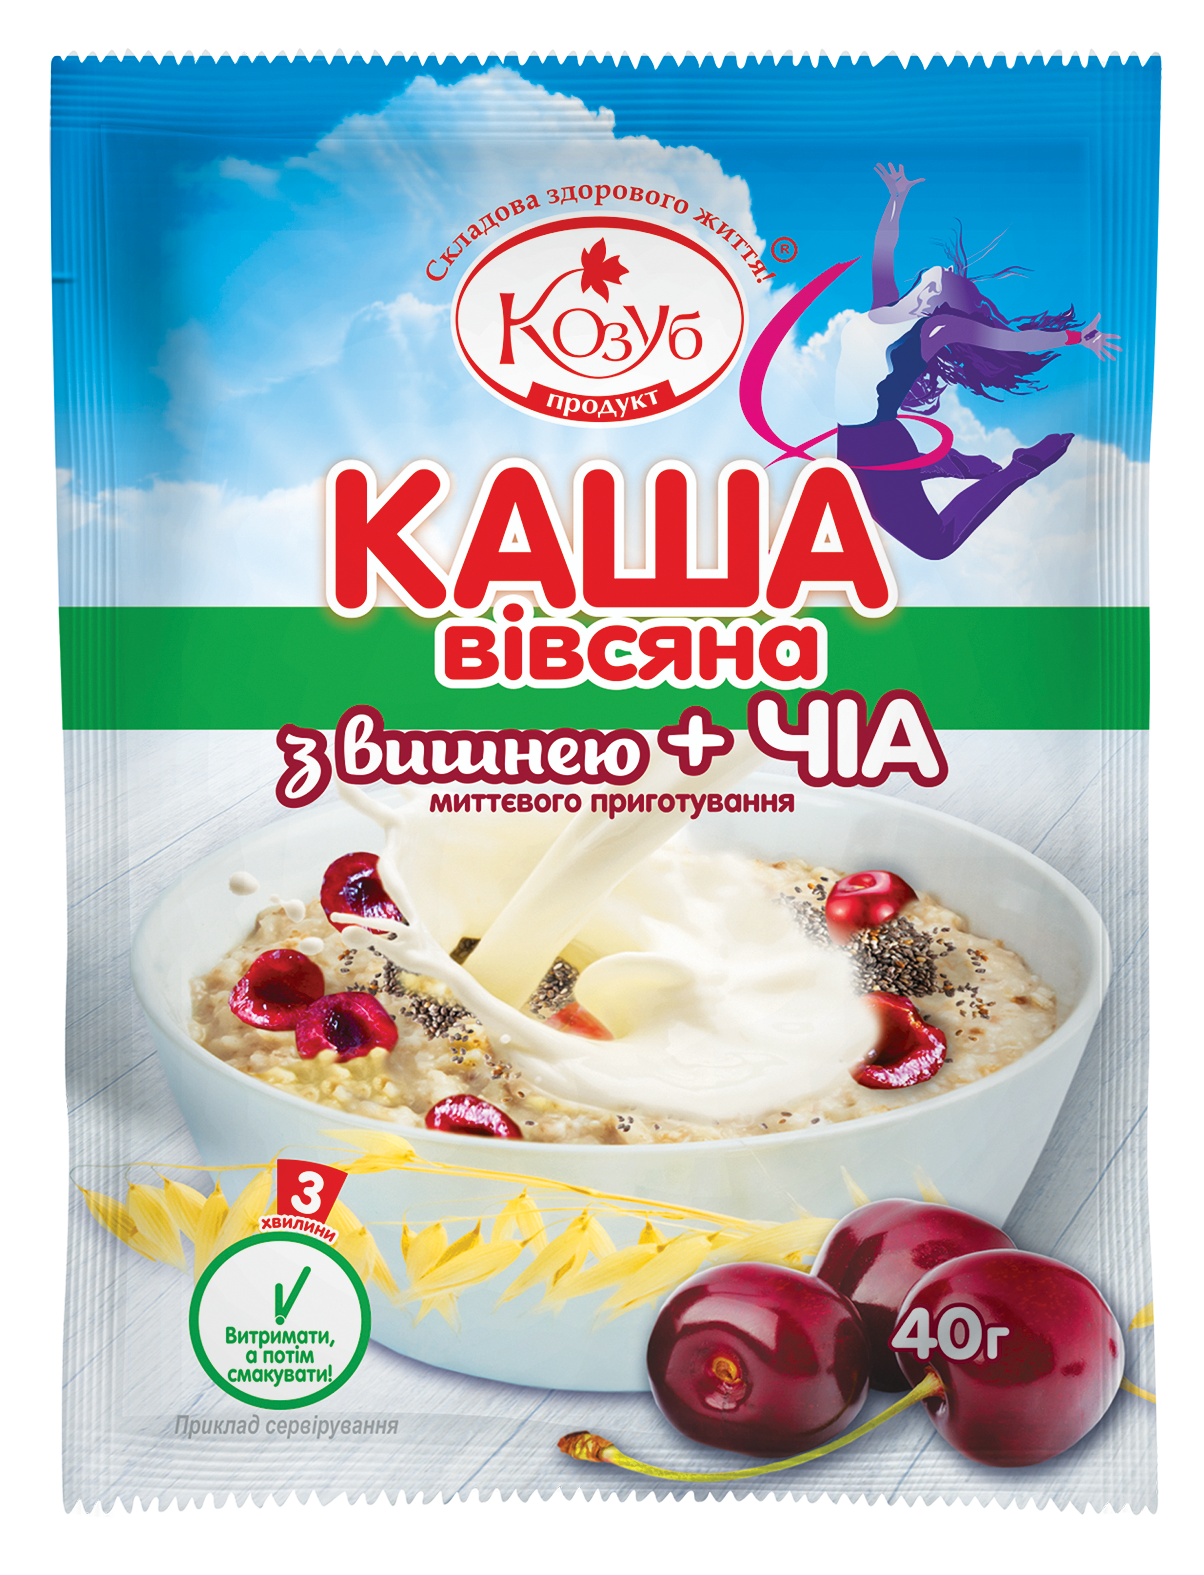 Складова здорового життя!
®
Козуб
продукт
КАША
вівсяна
з вишнею + ЧІА
миттєвого приготування
3
хвилини
Витримати,
а потім
смакувати!
40г
Приклад сервірування